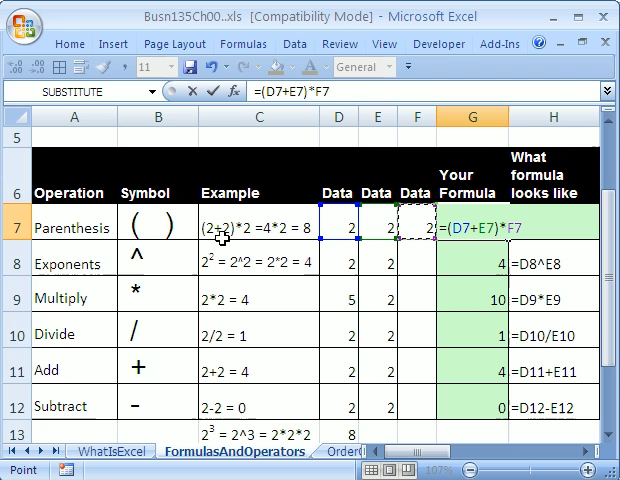 Busn135Ch00..xls [Compatibility Mode] - Microsoft Excel
Home Insert Page Layout Formulas Data Review View Developer Add-Ins
11 General
SUBSTITUTE fx =(D7+E7)*F7
A B C D E F G H
5
6 Operation Symbol Example Data Data Data Your Formula What formula looks like
7 Parenthesis ( ) (2+2)*2 =4*2 = 8 2 2 2 =(D7+E7)*F7
8 Exponents ^ 2² = 2^2 = 2*2 = 4 2 2 4 =D8^E8
9 Multiply * 2*2 = 4 5 2 10 =D9*E9
10 Divide / 2/2 = 1 2 2 1 =D10/E10
11 Add + 2+2 = 4 2 2 4 =D11+E11
12 Subtract - 2-2 = 0 2 2 0 =D12-E12
13 2³ = 2^3 = 2*2*2 8
WhatIsExcel FormulasAndOperators Order
Point 107%